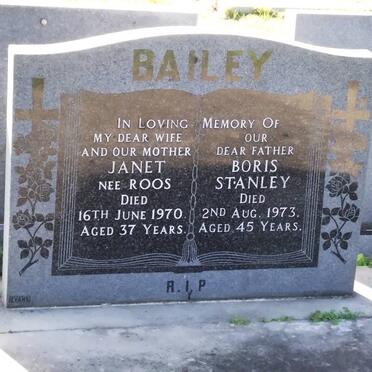 BAILEY
IN LOVING MEMORY OF
MY DEAR WIFE
AND OUR MOTHER
JANET
NEE ROOS
DIED
16TH JUNE 1970.
AGED 37 YEARS.
OUR
DEAR FATHER
BORIS
STANLEY
DIED
2ND AUG. 1973.
AGED 45 YEARS.
R.I.P